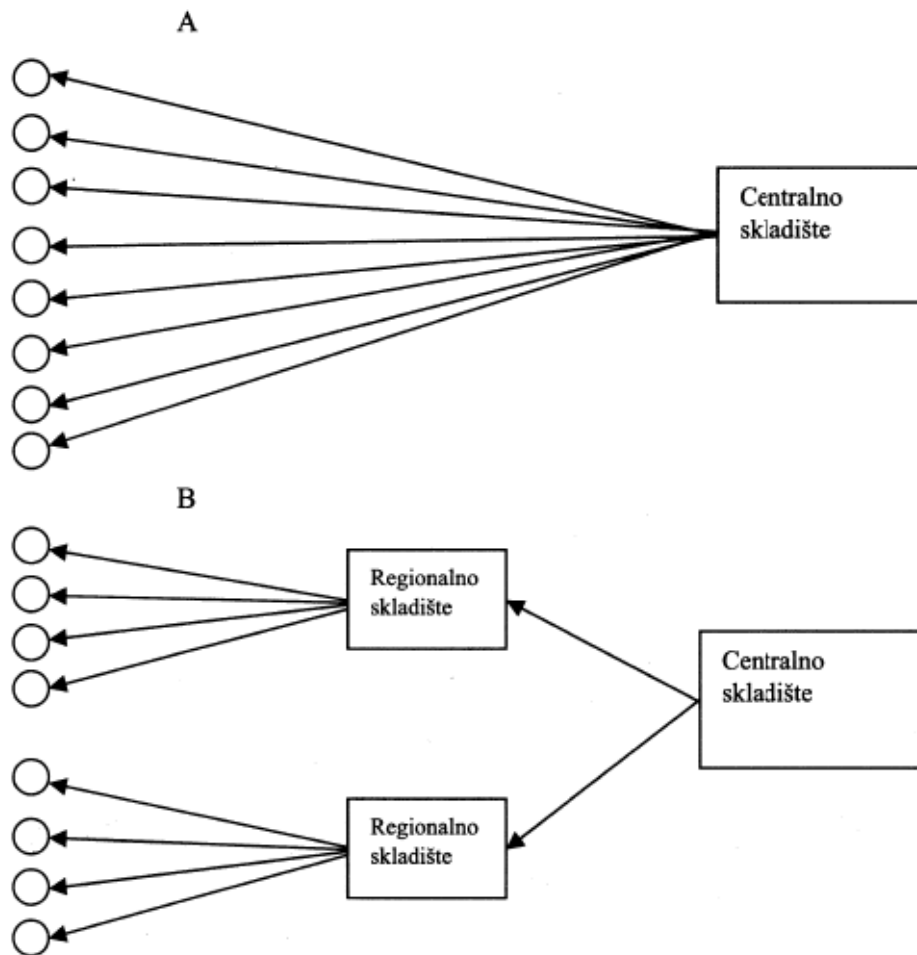 A
Centralno
skladište
B
Regionalno
skladište
Centralno
skladište
Regionalno
skladište